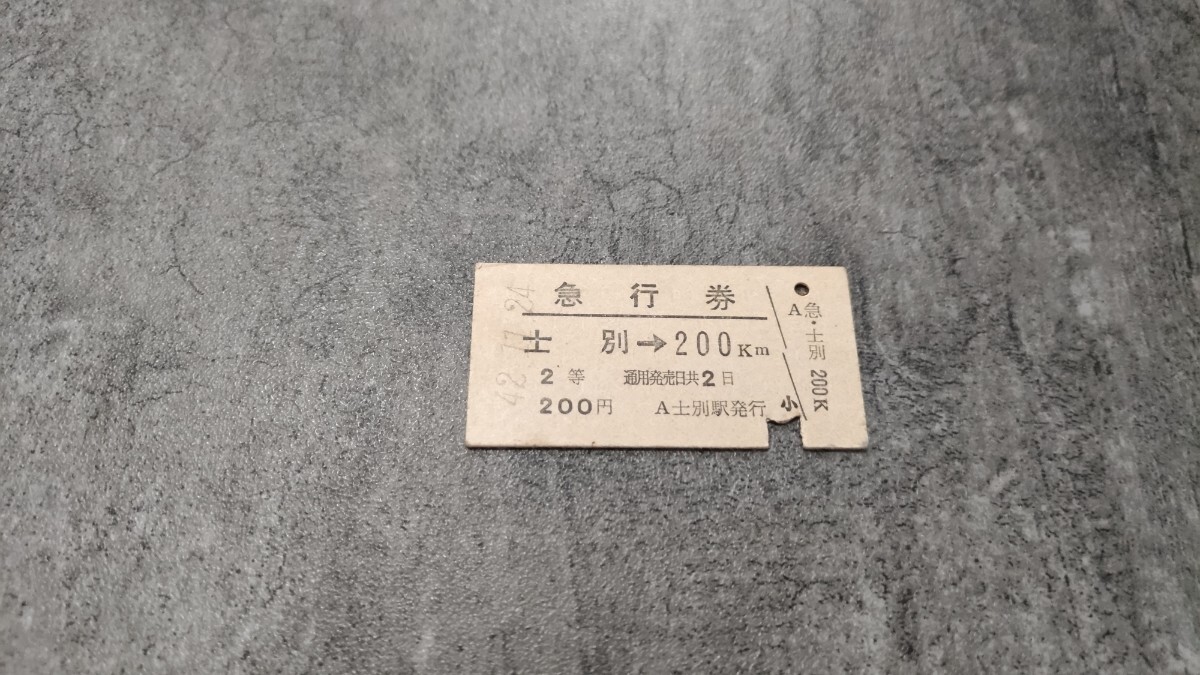 急行券
士別→200Km
2等 通用発売日共2日
200円 A士別駅発行
小
A急・士別 200K